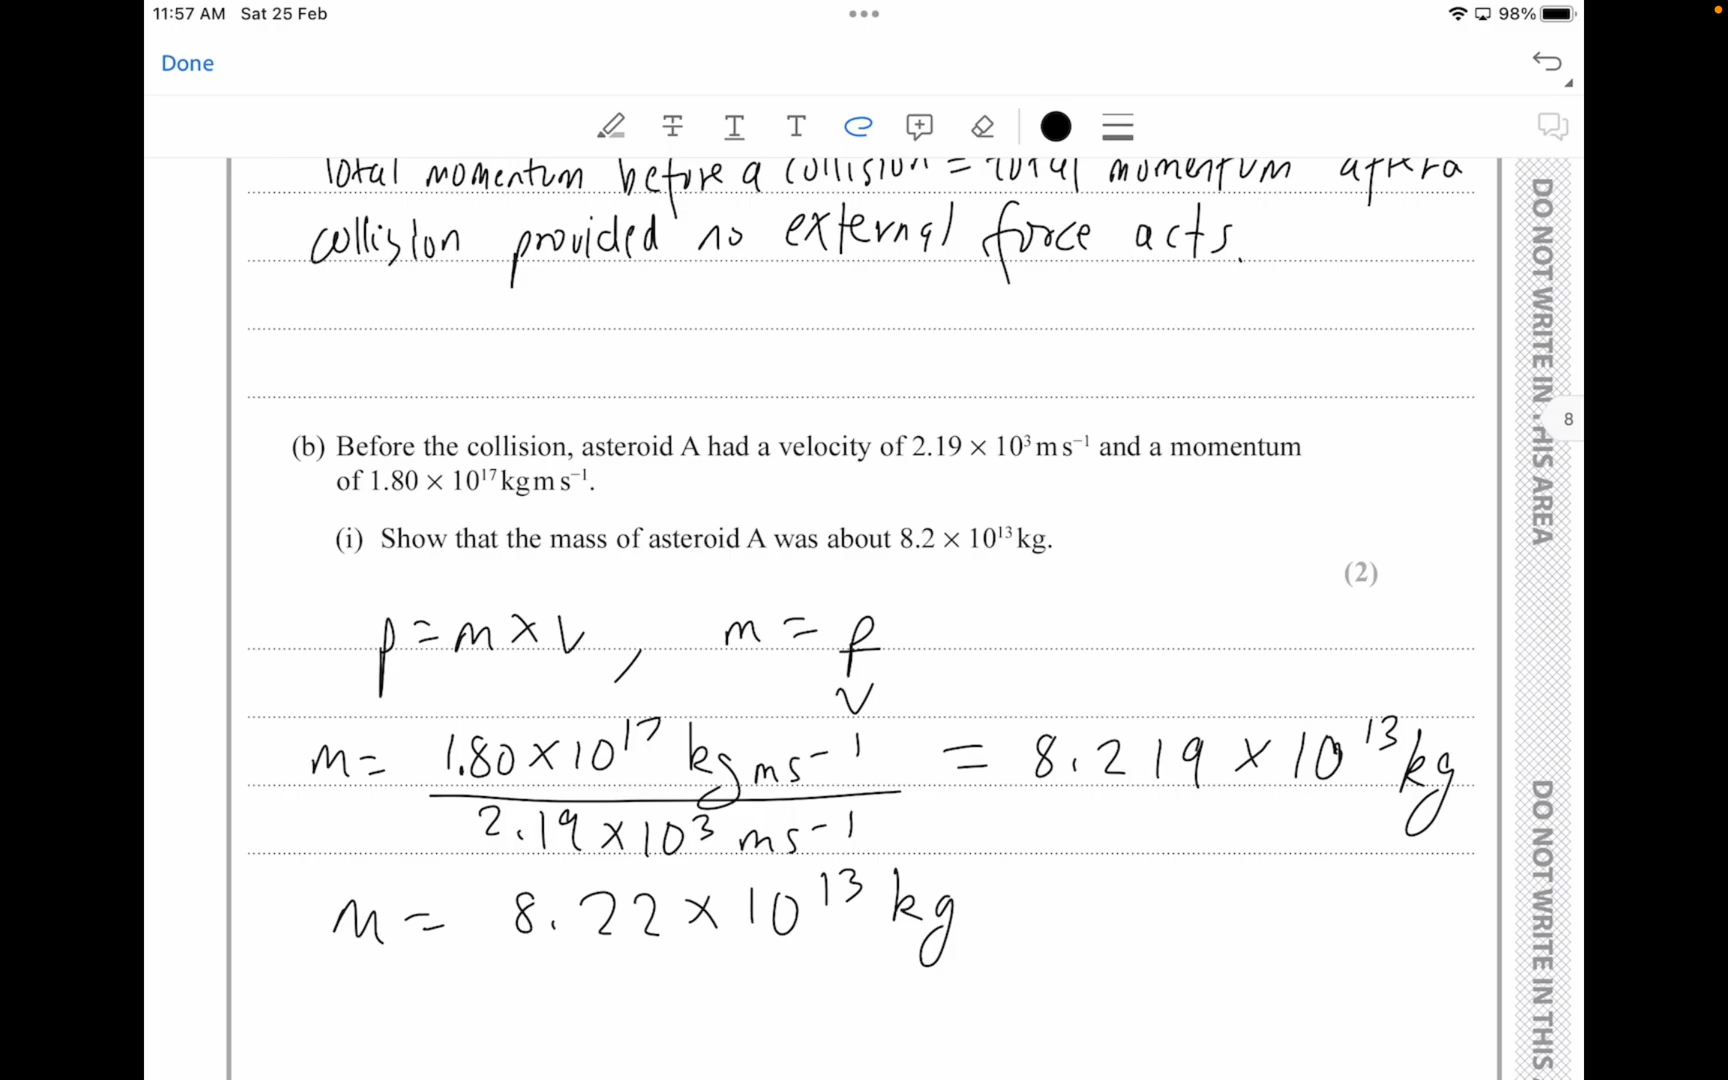 11:57 AM Sat 25 Feb
98%
Done
Total momentum before a collision = total momentum after a
collision provided no external force acts.
(b) Before the collision, asteroid A had a velocity of 2.19 × 10³ m s⁻¹ and a momentum
of 1.80 × 10¹⁷ kg m s⁻¹.
(i) Show that the mass of asteroid A was about 8.2 × 10¹³ kg.
(2)
p = m × v , m = p
v
m = 1.80 × 10¹⁷ kg ms⁻¹ = 8.219 × 10¹³ kg
2.19 × 10³ ms⁻¹
m = 8.22 × 10¹³ kg
DO NOT WRITE IN THIS AREA
8
DO NOT WRITE IN THIS